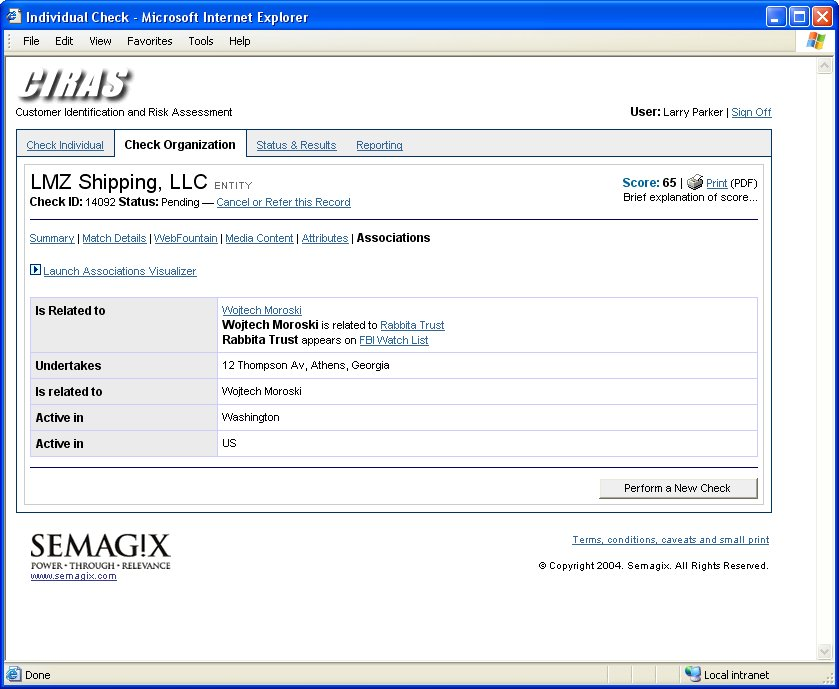 Individual Check - Microsoft Internet Explorer
File Edit View Favorites Tools Help
CIRAS
Customer Identification and Risk Assessment
User: Larry Parker | Sign Off
Check Individual Check Organization Status & Results Reporting
LMZ Shipping, LLC ENTITY
Score: 65 | Print (PDF)
Check ID: 14092 Status: Pending — Cancel or Refer this Record
Brief explanation of score...
Summary | Match Details | WebFountain | Media Content | Attributes | Associations
Launch Associations Visualizer
Is Related to Wojtech Moroski
Wojtech Moroski is related to Rabbita Trust
Rabbita Trust appears on FBI Watch List
Undertakes 12 Thompson Av, Athens, Georgia
Is related to Wojtech Moroski
Active in Washington
Active in US
Perform a New Check
SEMAG!X
POWER • THROUGH • RELEVANCE
www.semagix.com
Terms, conditions, caveats and small print
© Copyright 2004. Semagix. All Rights Reserved.
Done Local intranet